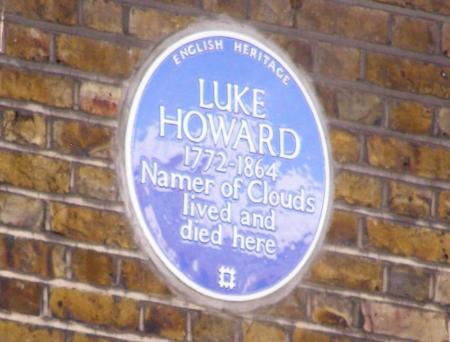 ENGLISH HERITAGE
LUKE
HOWARD
1772-1864
Namer of Clouds
lived and
died here